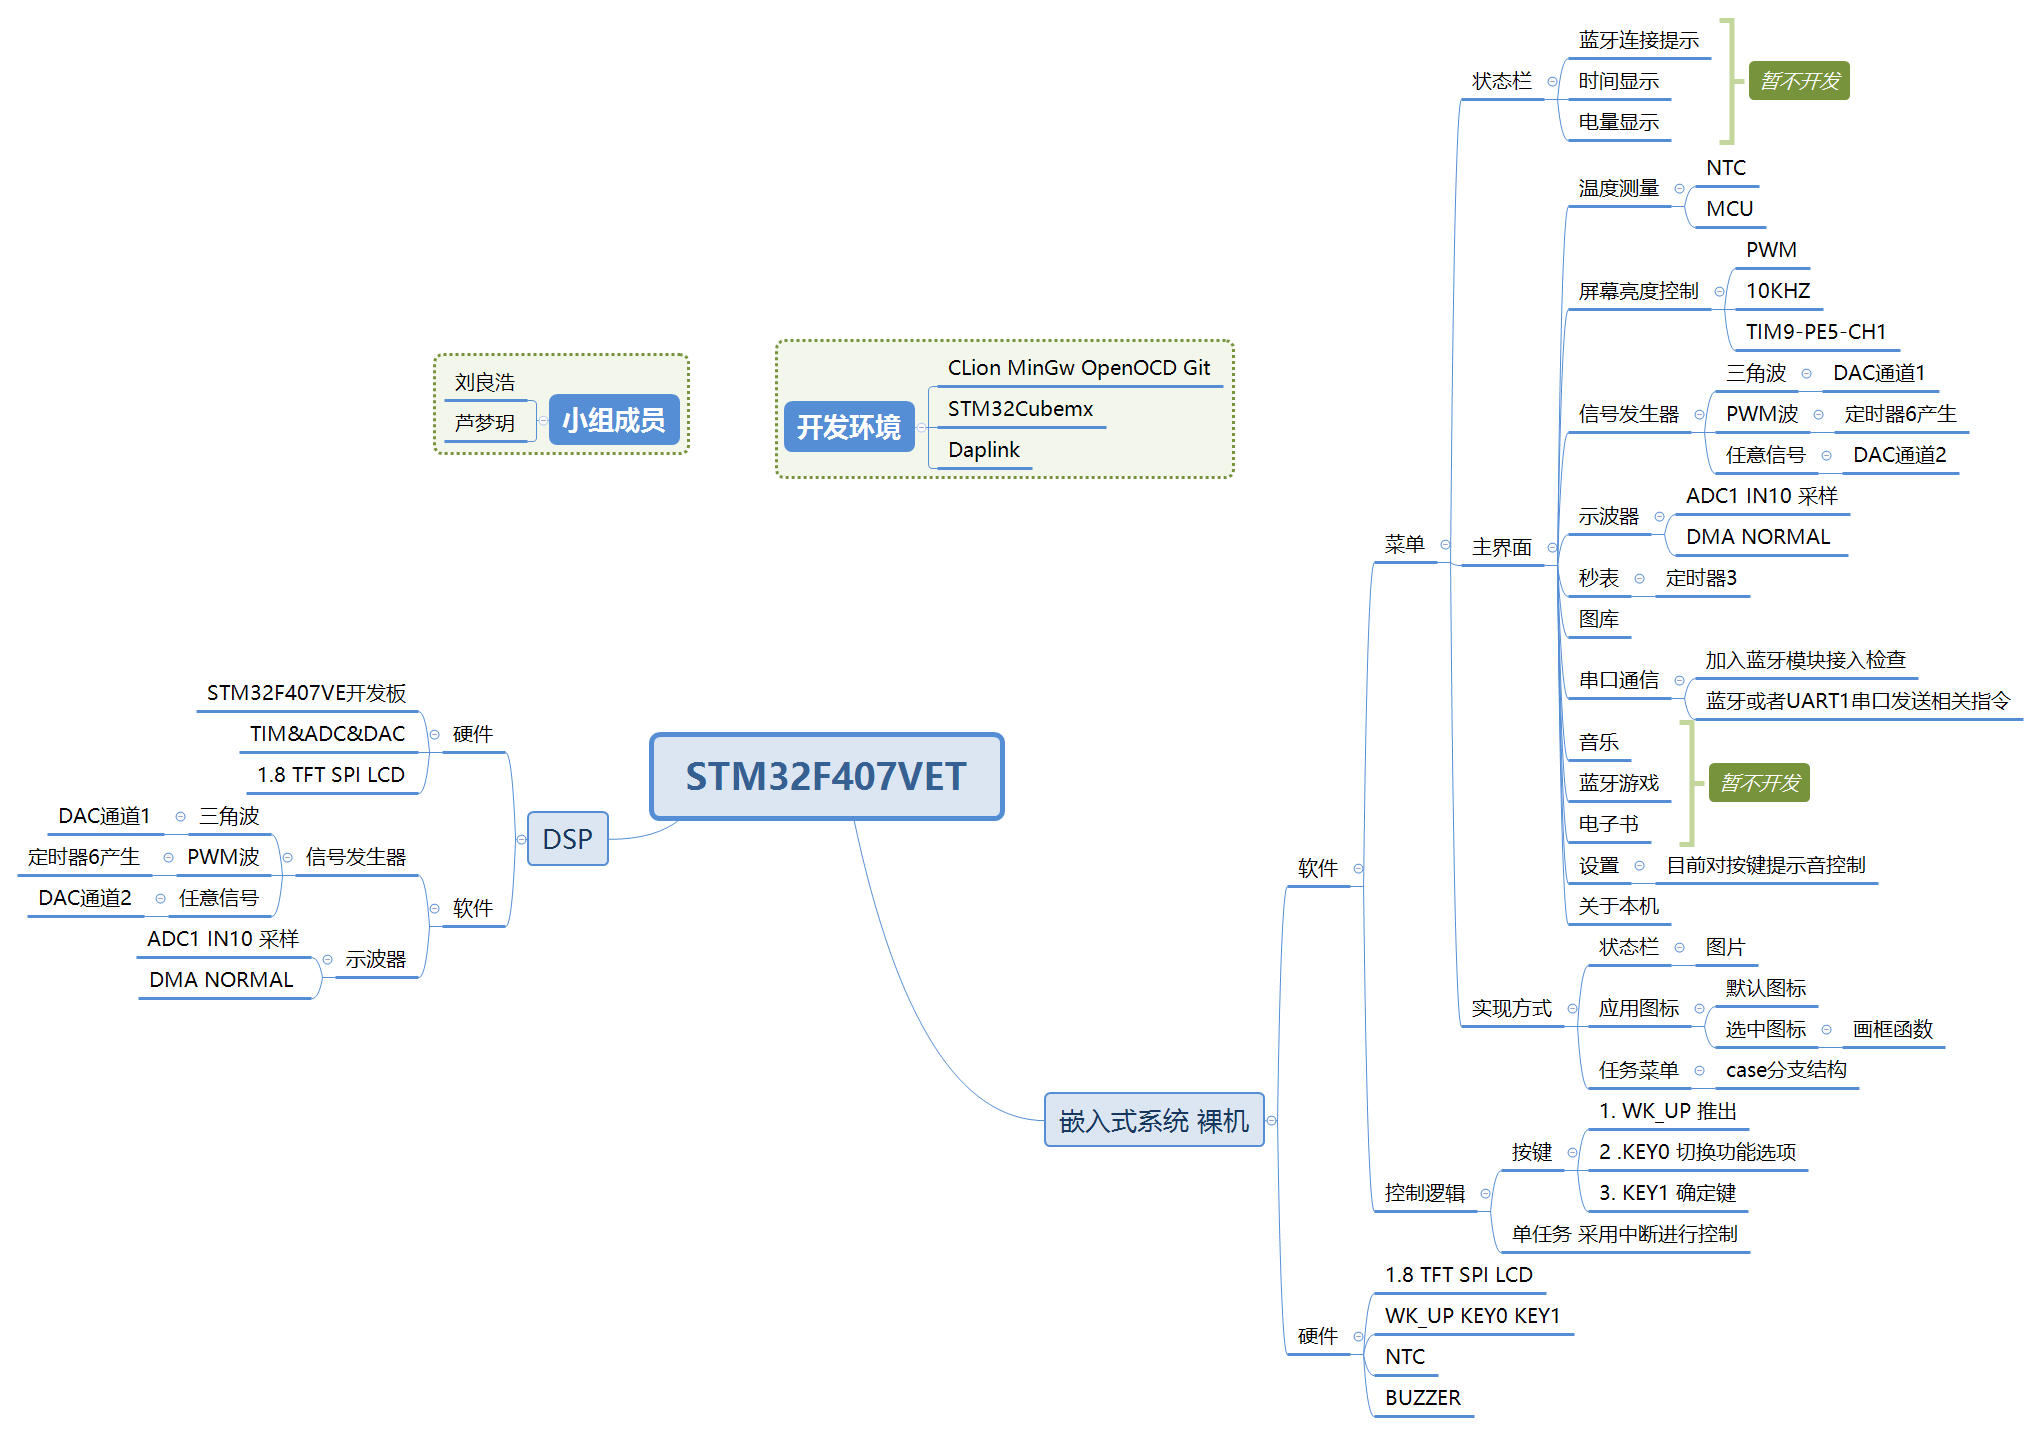 STM32F407VET
小组成员
刘良浩
芦梦玥
开发环境
CLion MinGw OpenOCD Git
STM32Cubemx
Daplink
DSP
硬件
STM32F407VE开发板
TIM&ADC&DAC
1.8 TFT SPI LCD
软件
信号发生器
三角波
DAC通道1
PWM波
定时器6产生
任意信号
DAC通道2
示波器
ADC1 IN10 采样
DMA NORMAL
嵌入式系统 裸机
软件
菜单
状态栏
蓝牙连接提示
时间显示
电量显示
暂不开发
主界面
温度测量
NTC
MCU
屏幕亮度控制
PWM
10KHZ
TIM9-PE5-CH1
信号发生器
三角波
DAC通道1
PWM波
定时器6产生
任意信号
DAC通道2
示波器
ADC1 IN10 采样
DMA NORMAL
秒表
定时器3
图库
串口通信
加入蓝牙模块接入检查
蓝牙或者UART1串口发送相关指令
音乐
蓝牙游戏
电子书
暂不开发
设置
目前对按键提示音控制
关于本机
实现方式
状态栏
图片
应用图标
默认图标
选中图标
画框函数
任务菜单
case分支结构
控制逻辑
按键
1. WK_UP 推出
2 .KEY0 切换功能选项
3. KEY1 确定键
单任务 采用中断进行控制
硬件
1.8 TFT SPI LCD
WK_UP KEY0 KEY1
NTC
BUZZER